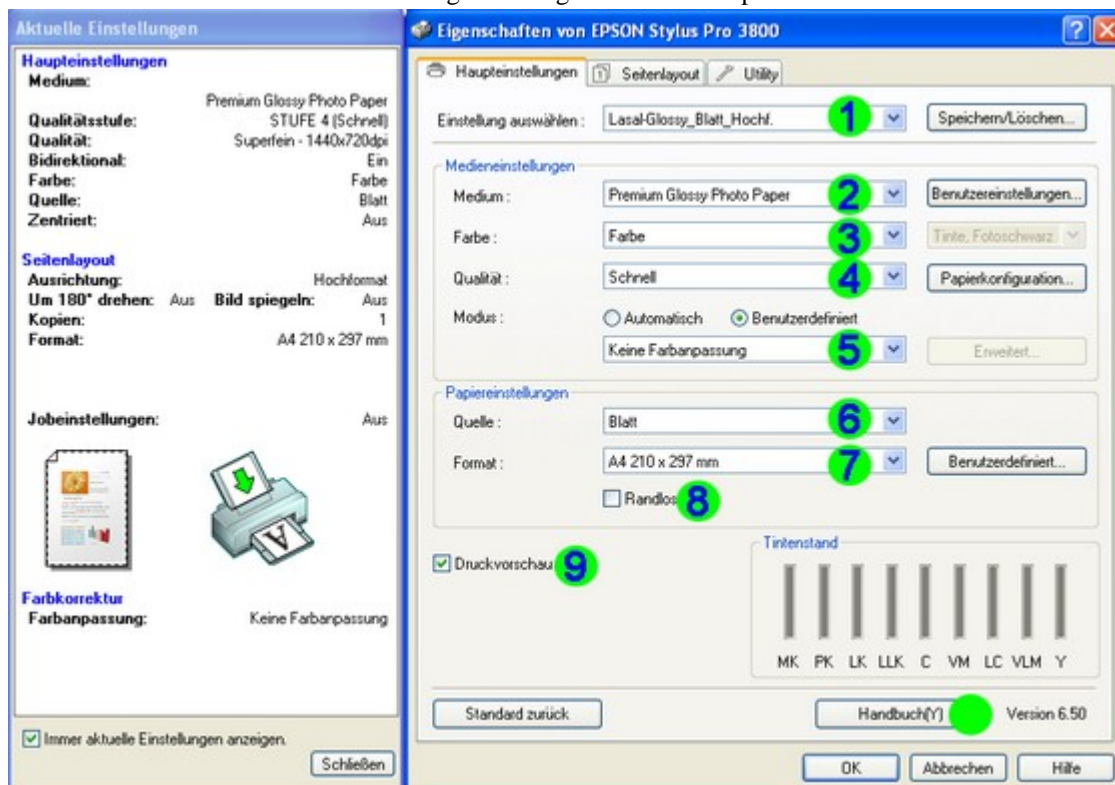 Aktuelle Einstellungen
Haupteinstellungen
Medium:
Premium Glossy Photo Paper
Qualitätsstufe: STUFE 4 (Schnell)
Qualität: Superfein - 1440x720dpi
Bidirektional: Ein
Farbe: Farbe
Quelle: Blatt
Zentriert: Aus
Seitenlayout
Ausrichtung: Hochformat
Um 180° drehen: Aus Bild spiegeln: Aus
Kopien: 1
Format: A4 210 x 297 mm
Jobeinstellungen: Aus
A
Farbkorrektur
Farbanpassung: Keine Farbanpassung
Immer aktuelle Einstellungen anzeigen.
Schließen
Eigenschaften von EPSON Stylus Pro 3800
Haupteinstellungen Seitenlayout Utility
Einstellung auswählen : Lasal-Glossy_Blatt_Hochf. 1 Speichern/Löschen...
Medieneinstellungen
Medium : Premium Glossy Photo Paper 2 Benutzereinstellungen...
Farbe : Farbe 3 Tinte, Fotoschwarz
Qualität : Schnell 4 Papierkonfiguration...
Modus : Automatisch Benutzerdefiniert
Keine Farbanpassung 5 Erweitert...
Papiereinstellungen
Quelle : Blatt 6
Format : A4 210 x 297 mm 7 Benutzerdefiniert...
Randlos 8
Druckvorschau 9
Tintenstand
MK PK LK LLK C VM LC VLM Y
Standard zurück Handbuch(Y) Version 6.50
OK Abbrechen Hilfe